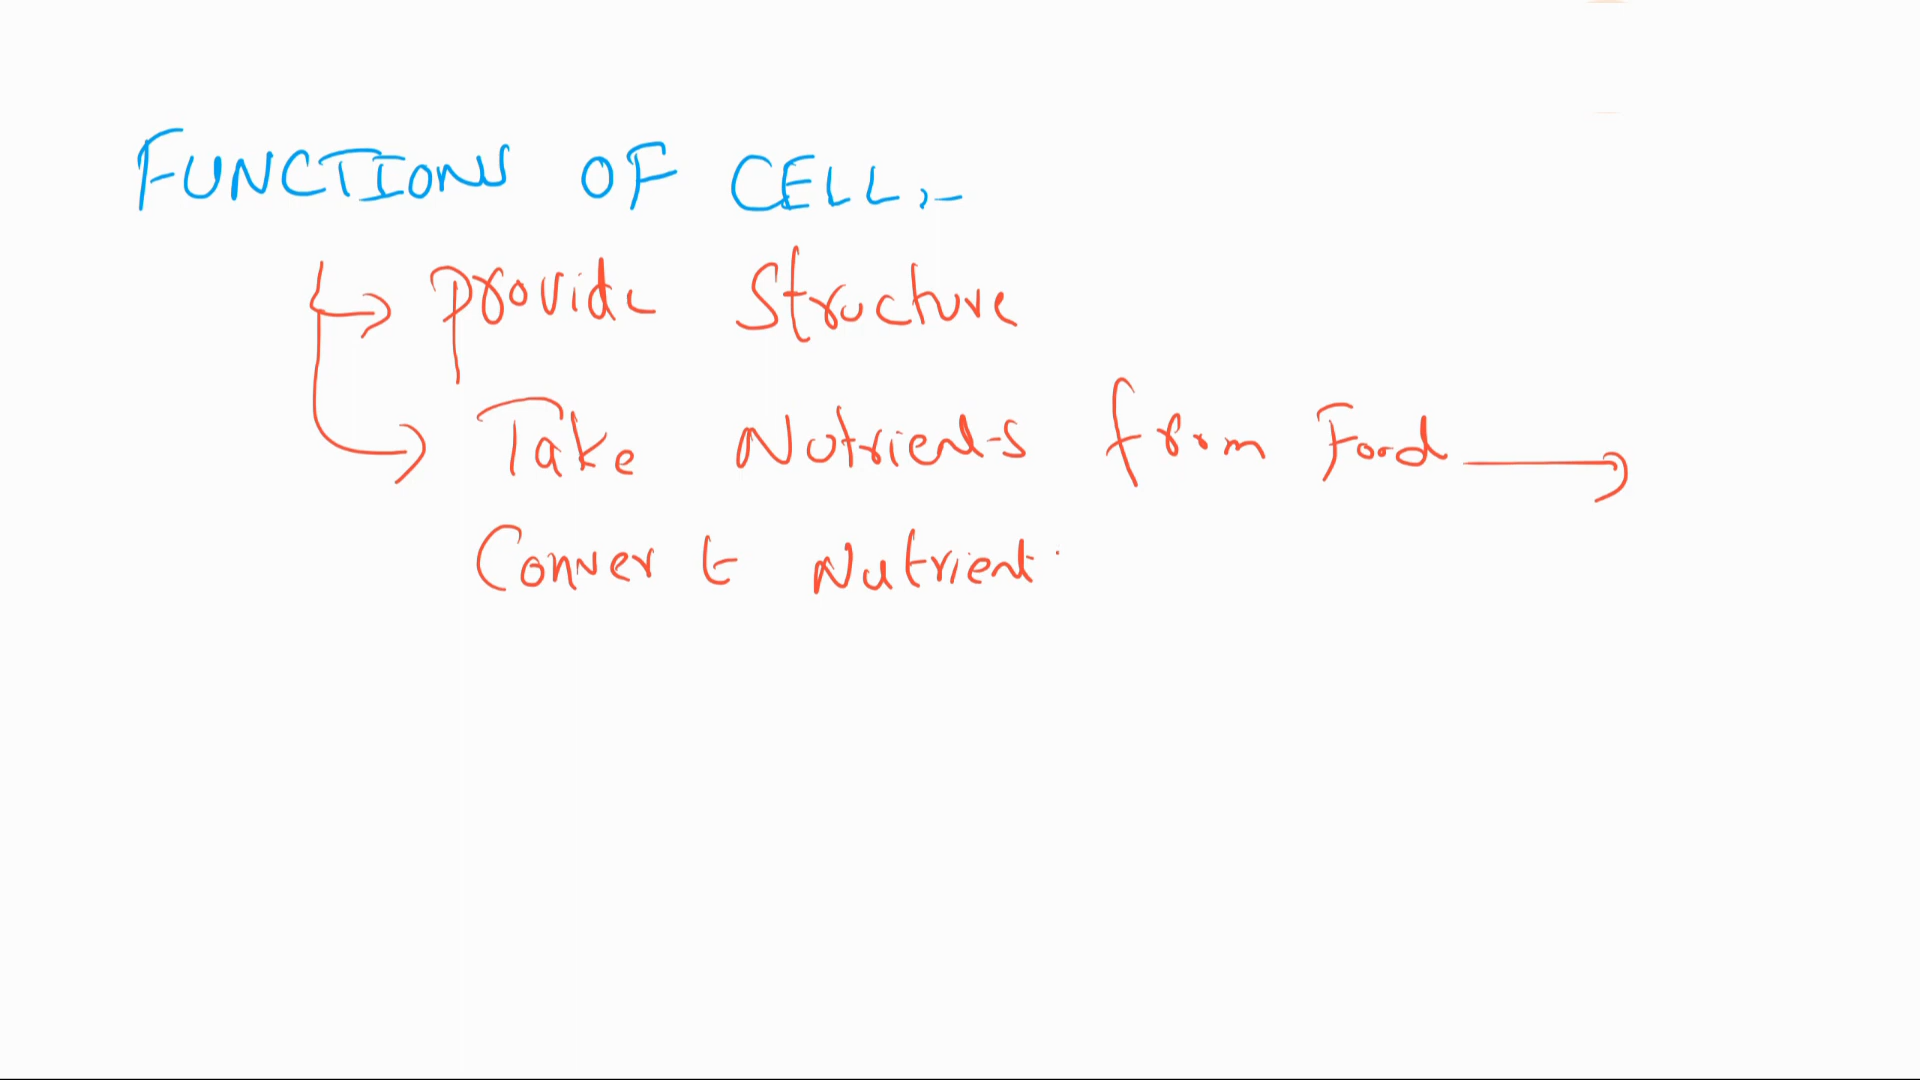 FUNCTIONS OF CELL:-
Provide Structure
Take Nutrients from Food
Convert Nutrient